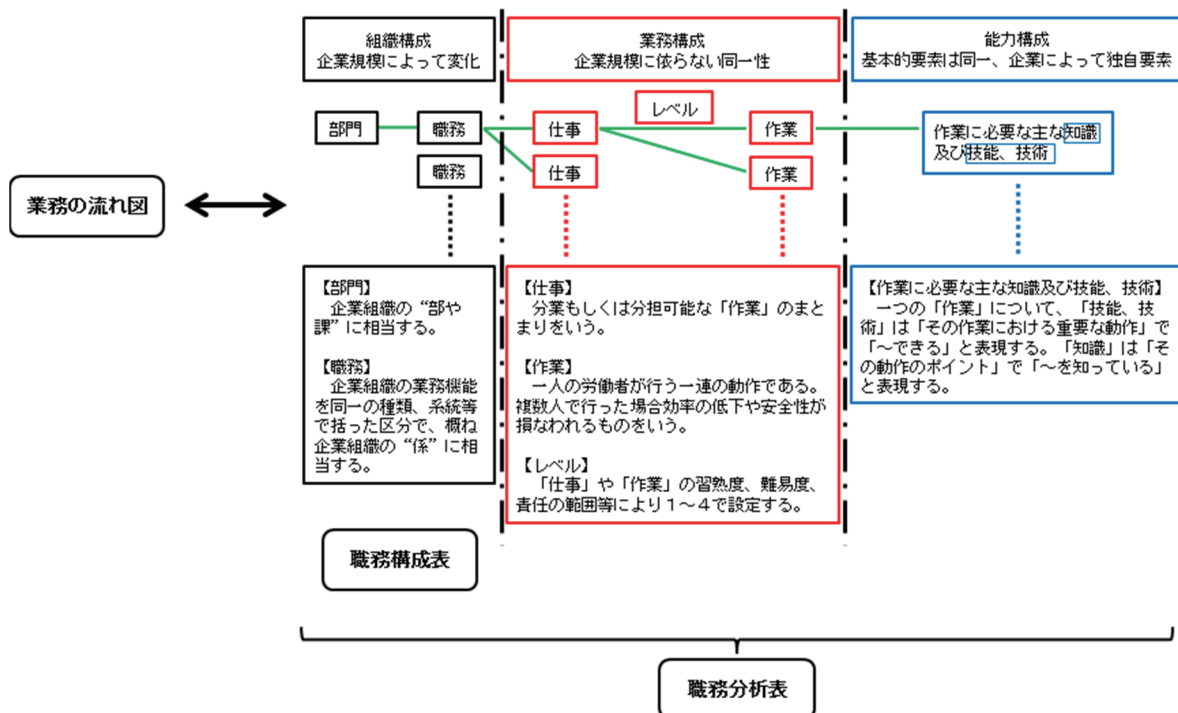 組織構成
企業規模によって変化
業務構成
企業規模に依らない同一性
能力構成
基本的要素は同一、企業によって独自要素
レベル
部門
職務
仕事
作業
作業に必要な主な知識
及び技能、技術
職務
仕事
作業
業務の流れ図
【部門】
企業組織の“部や
課”に相当する。
【職務】
企業組織の業務機能
を同一の種類、系統等
で括った区分で、概ね
企業組織の“係”に相
当する。
【仕事】
分業もしくは分担可能な「作業」のまと
まりをいう。
【作業】
一人の労働者が行う一連の動作である。
複数人で行った場合効率の低下や安全性が
損なわれるものをいう。
【レベル】
「仕事」や「作業」の習熟度、難易度、
責任の範囲等により１～４で設定する。
【作業に必要な主な知識及び技能、技術】
一つの「作業」について、「技能、技
術」は「その作業における重要な動作」で
「～できる」と表現する。「知識」は「そ
の動作のポイント」で「～を知っている」
と表現する。
職務構成表
職務分析表